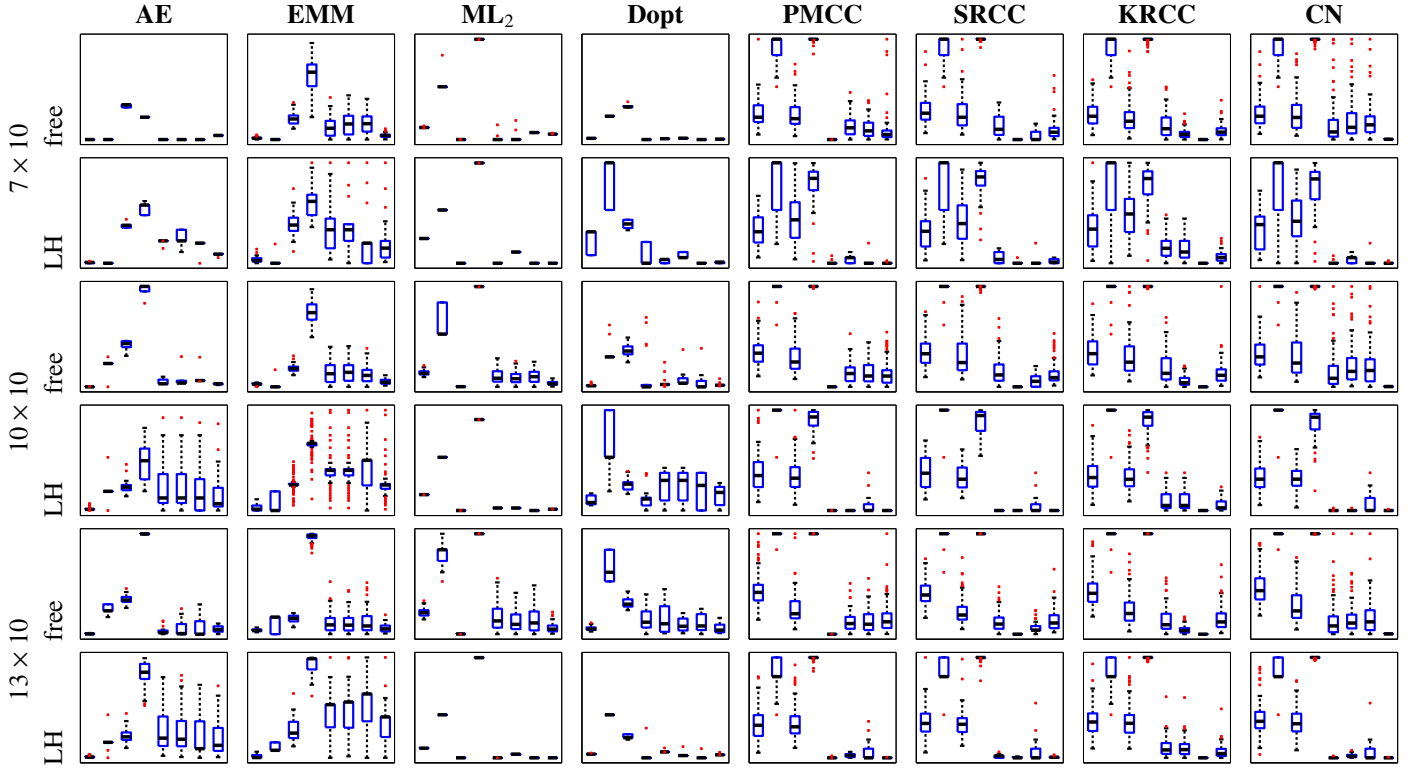 AE EMM ML₂ Dopt PMCC SRCC KRCC CN
7 × 10
free
LH
10 × 10
free
LH
13 × 10
free
LH